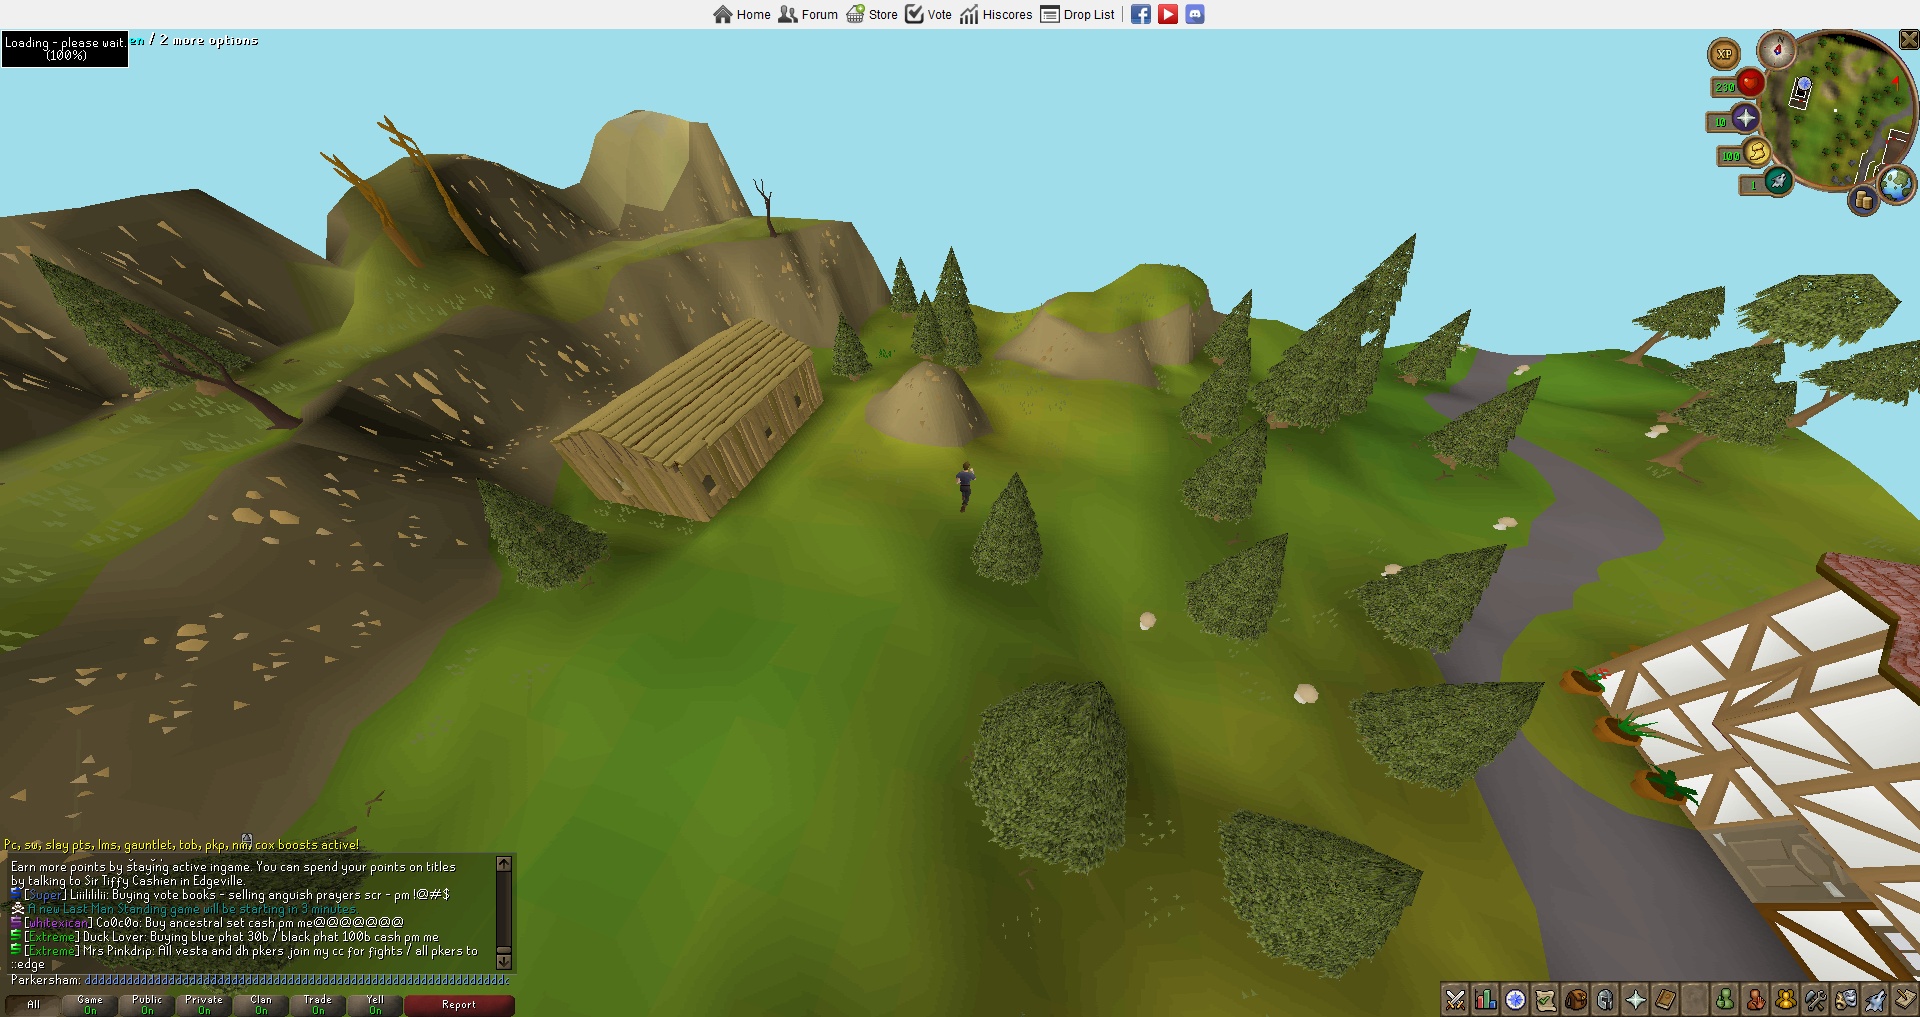 Home Forum Store Vote Hiscores Drop List
Loading - please wait.
(100%)
en / 2 more options
XP
N
230
10
100
1
Pc, sw, slay pts, lms, gauntlet, tob, pkp, nm, cox boosts active!
Earn more points by staying active ingame. You can spend your points on titles
by talking to Sir Tiffy Cashien in Edgeville.
[Super] Liiilililii: Buying vote books - selling anguish prayers scr - pm !@#$
A new Last Man Standing game will be starting in 3 minutes.
[whitexican] Co0c0o: Buy ancestral set cash pm me@@@@@@@
[Extreme] Duck Lover: Buying blue phat 30b / black phat 100b cash pm me
[Extreme] Mrs Pinkdrip: All vesta and dh pkers join my cc for fights / all pkers to
::edge
Parkersham:
All Game Public Private Clan Trade Yell Report
On On On On On On